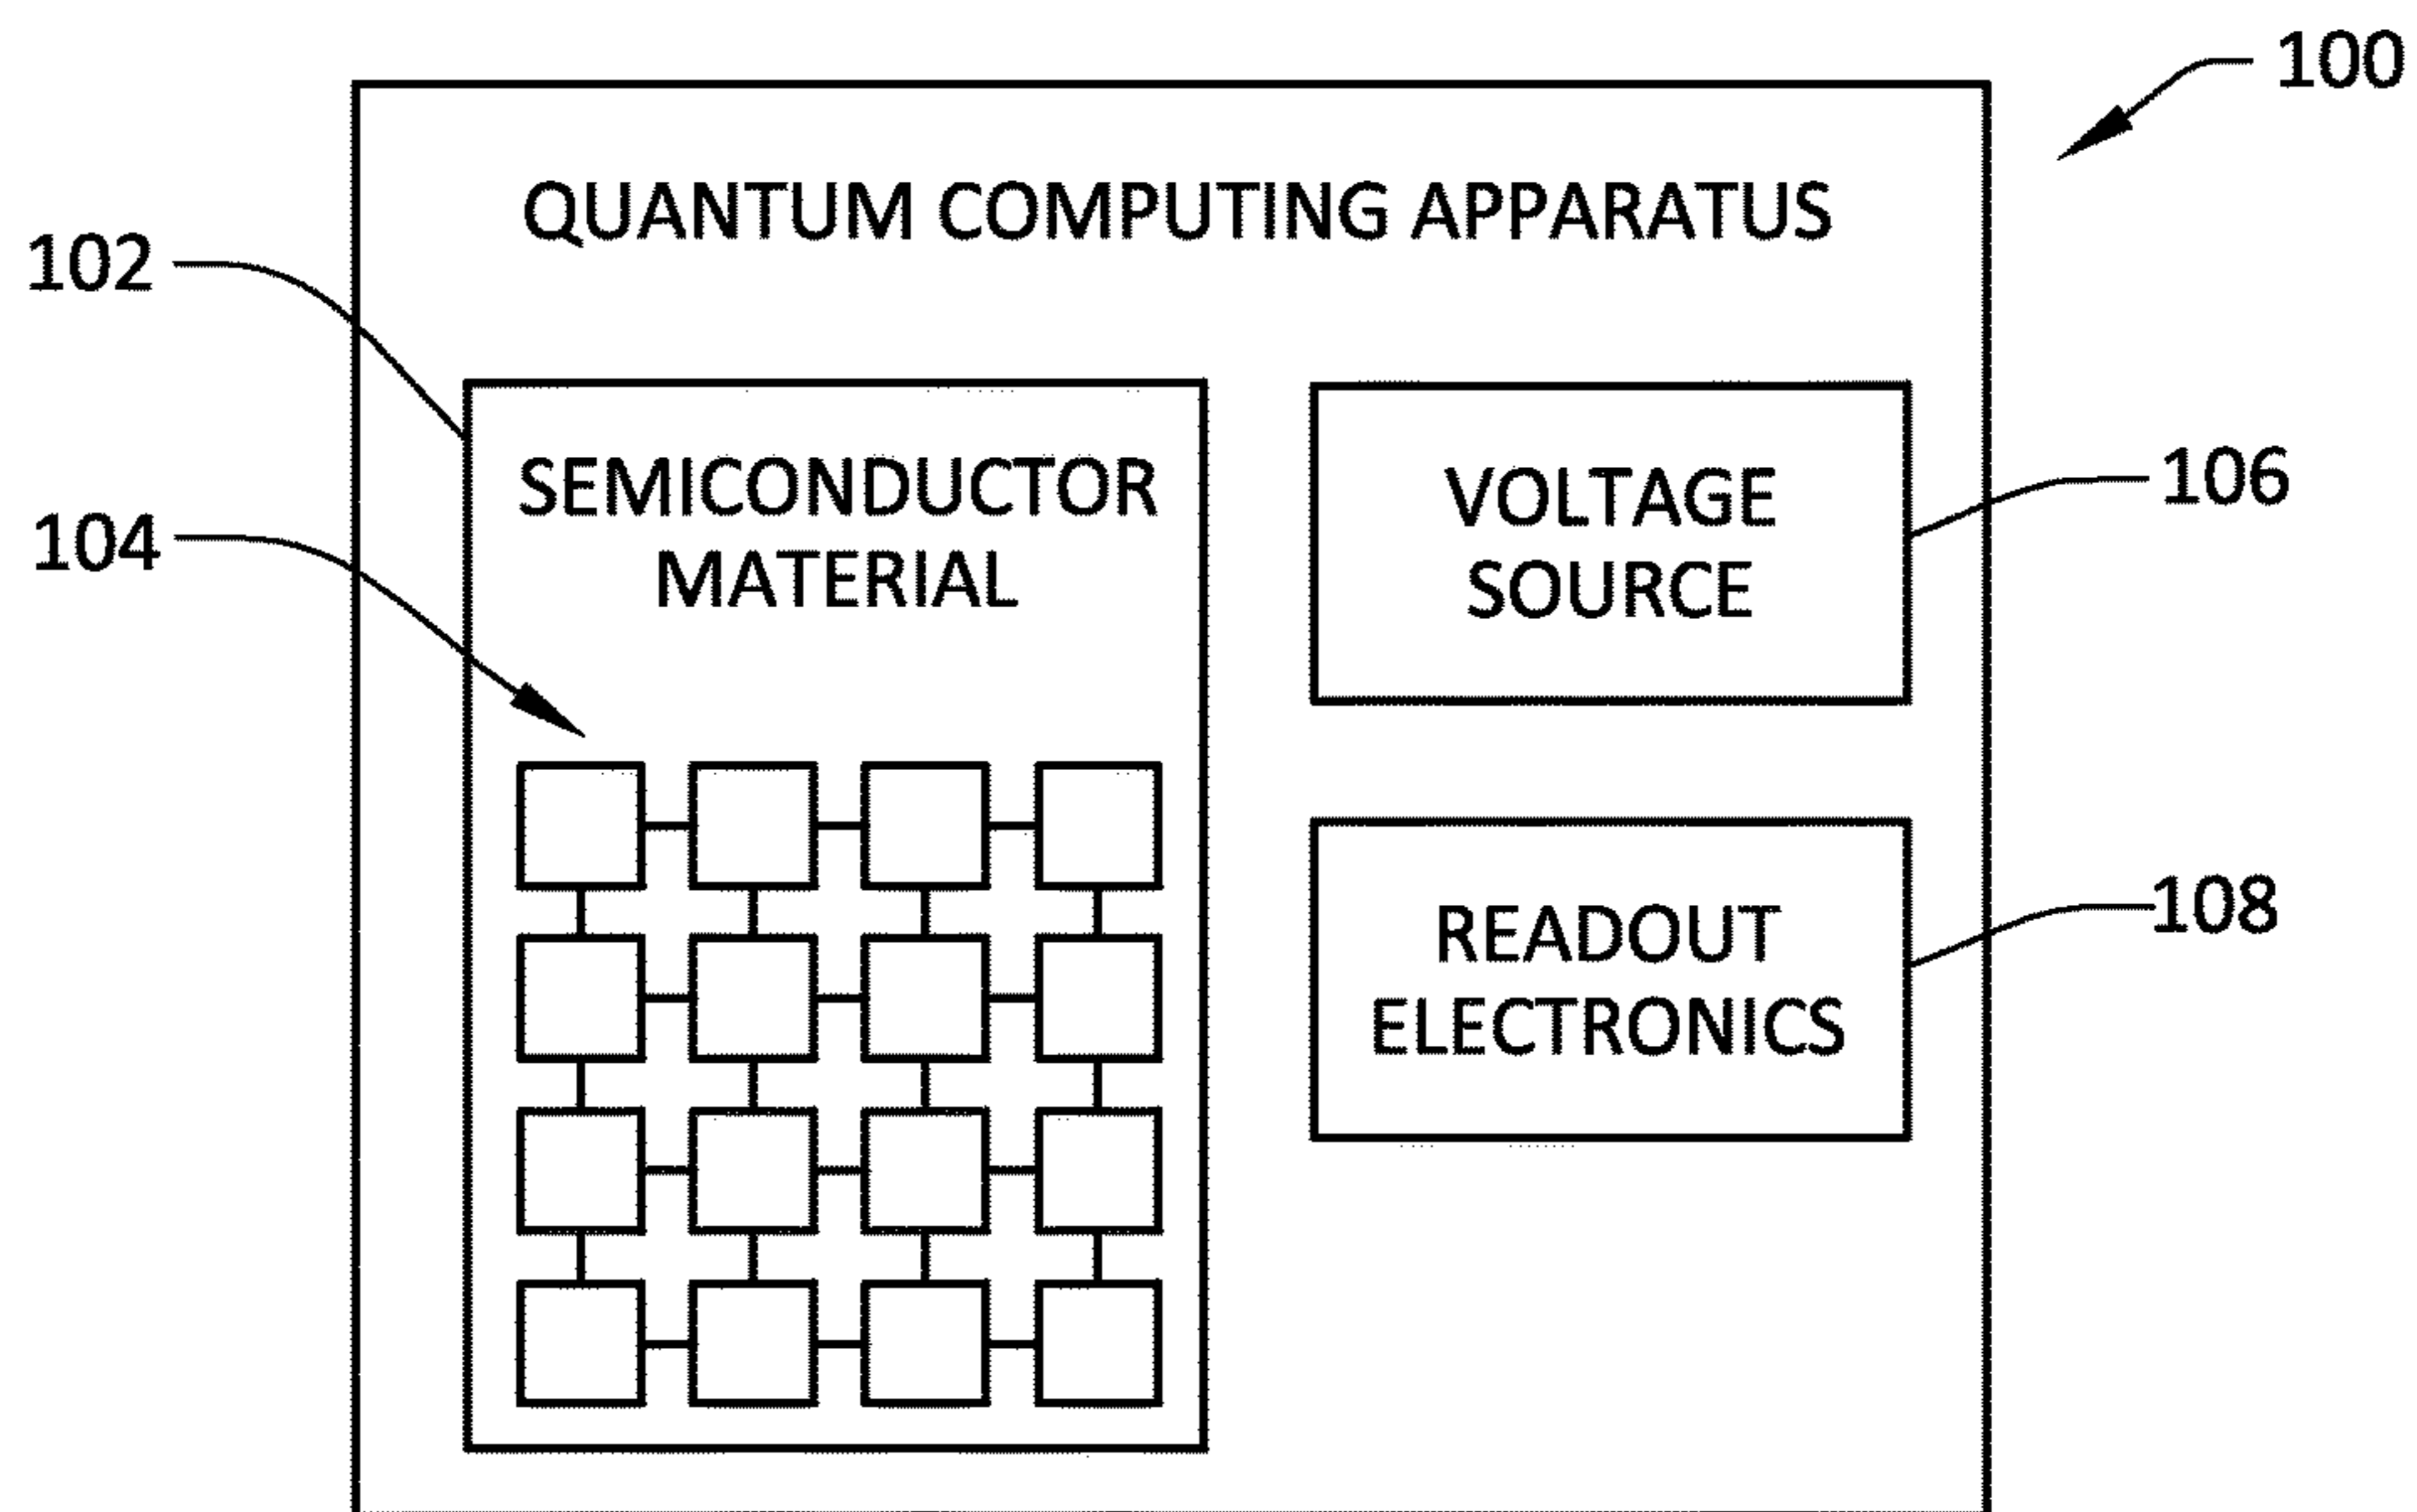 100
QUANTUM COMPUTING APPARATUS
102
SEMICONDUCTOR
MATERIAL
104
VOLTAGE
SOURCE
106
READOUT
ELECTRONICS
108